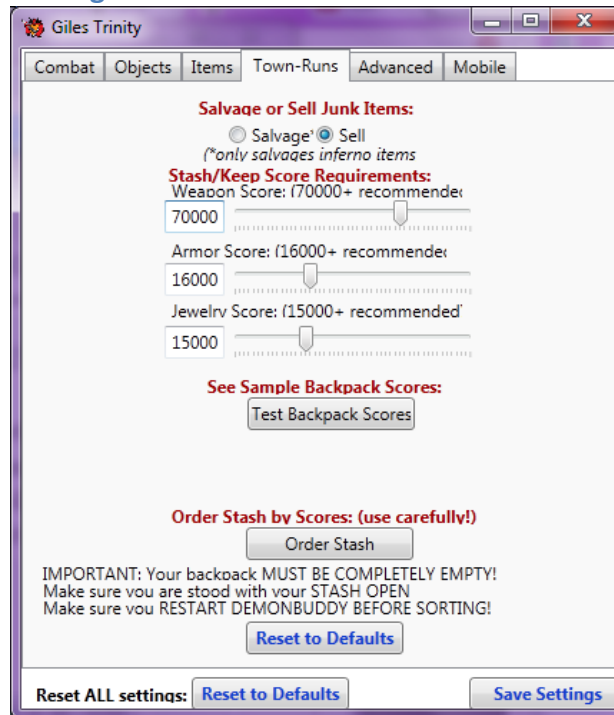 Giles Trinity
Combat Objects Items Town-Runs Advanced Mobile
Salvage or Sell Junk Items:
Salvage* Sell
(*only salvages inferno items
Stash/Keep Score Requirements:
Weapon Score: (70000+ recommended
70000
Armor Score: (16000+ recommended
16000
Jewelry Score: (15000+ recommended)
15000
See Sample Backpack Scores:
Test Backpack Scores
Order Stash by Scores: (use carefully!)
Order Stash
IMPORTANT: Your backpack MUST BE COMPLETELY EMPTY!
Make sure you are stood with your STASH OPEN
Make sure you RESTART DEMONBUDDY BEFORE SORTING!
Reset to Defaults
Reset ALL settings: Reset to Defaults Save Settings